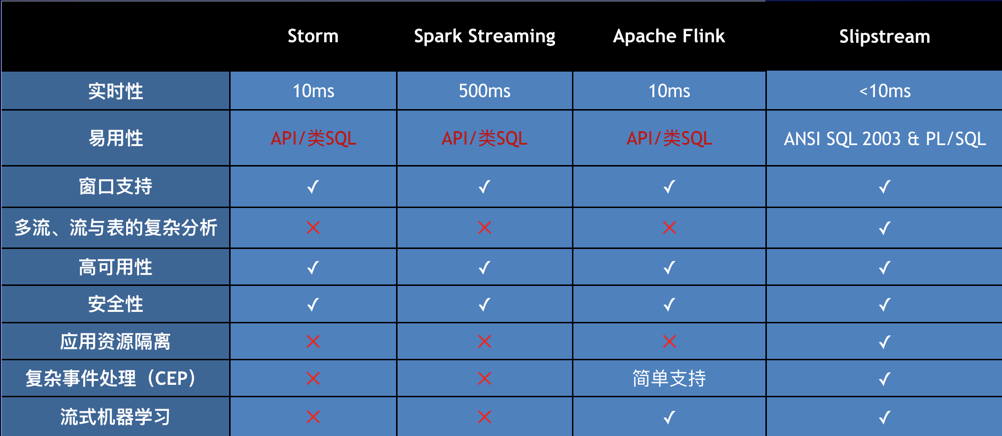 Storm Spark Streaming Apache Flink Slipstream
实时性 10ms 500ms 10ms <10ms
易用性 API/类SQL API/类SQL API/类SQL ANSI SQL 2003 & PL/SQL
窗口支持 ✓ ✓ ✓ ✓
多流、流与表的复杂分析 ✕ ✕ ✕ ✓
高可用性 ✓ ✓ ✓ ✓
安全性 ✓ ✓ ✓ ✓
应用资源隔离 ✕ ✕ ✕ ✓
复杂事件处理（CEP） ✕ ✕ 简单支持 ✓
流式机器学习 ✕ ✕ ✓ ✓